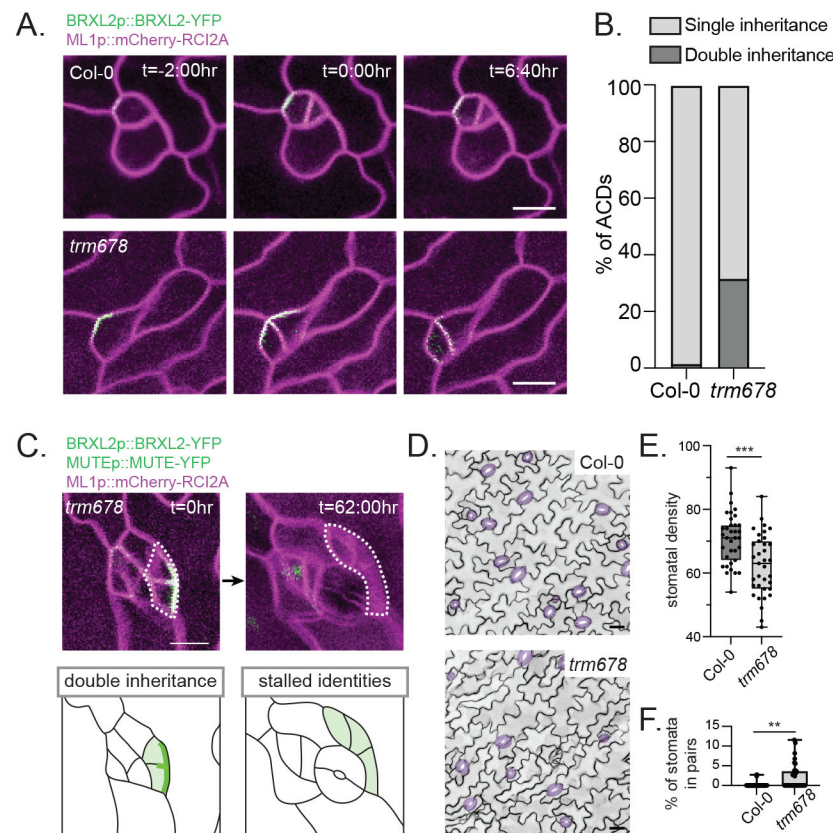 A.
BRXL2p::BRXL2-YFP
ML1p::mCherry-RCI2A
Col-0
t=-2:00hr
t=0:00hr
t=6:40hr
trm678
B.
Single inheritance
Double inheritance
% of ACDs
100
80
60
40
20
0
Col-0
trm678
C.
BRXL2p::BRXL2-YFP
MUTEp::MUTE-YFP
ML1p::mCherry-RCI2A
trm678
t=0hr
t=62:00hr
double inheritance
stalled identities
D.
Col-0
trm678
E.
stomatal density
100
80
60
40
***
Col-0
trm678
F.
% of stomata
in pairs
15
10
5
0
**
Col-0
trm678